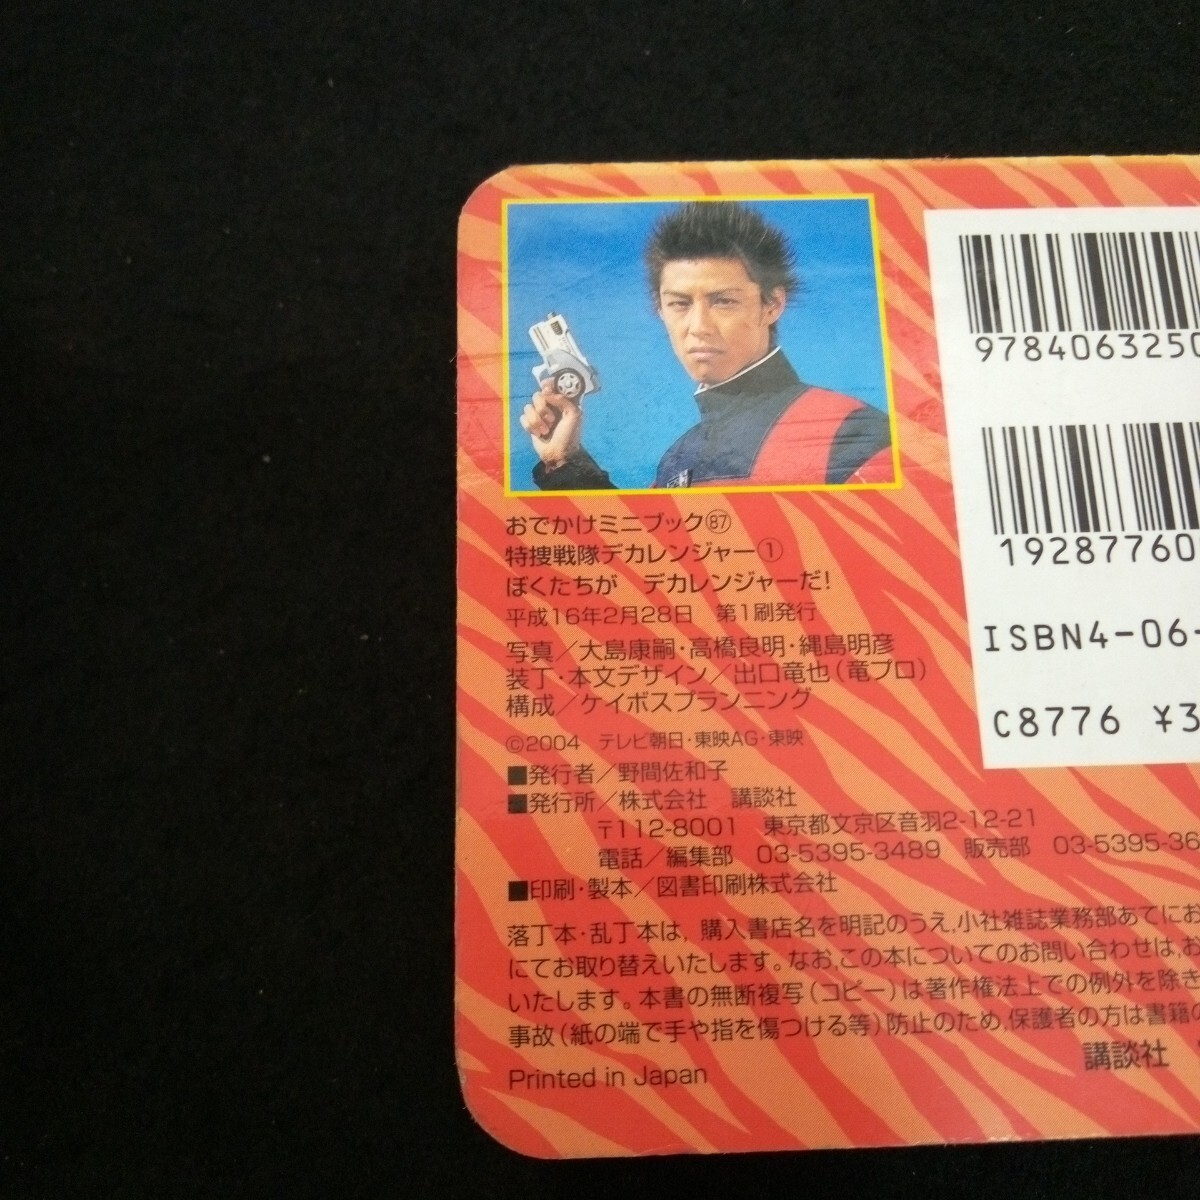 おでかけミニブック87
特捜戦隊デカレンジャー①
ぼくたちが　デカレンジャーだ！
平成16年2月28日　第1刷発行
写真／大島康嗣・高橋良明・縄島明彦
装丁・本文デザイン／出口竜也（竜プロ）
構成／ケイボスプランニング
©2004　テレビ朝日・東映AG・東映
■発行者／野間佐和子
■発行所／株式会社　講談社
〒112-8001　東京都文京区音羽2-12-21
電話／編集部　03-5395-3489　販売部　03-5395-36
■印刷・製本／図書印刷株式会社
落丁本・乱丁本は，購入書店名を明記のうえ，小社雑誌業務部あてにお
にてお取り替えいたします。なお，この本についてのお問い合わせは，お
いたします。本書の無断複写（コピー）は著作権法上での例外を除き
事故（紙の端で手や指を傷つける等）防止のため，保護者の方は書籍の
講談社
Printed in Japan
9784063250
19287760
ISBN4-06-
C8776 ¥3